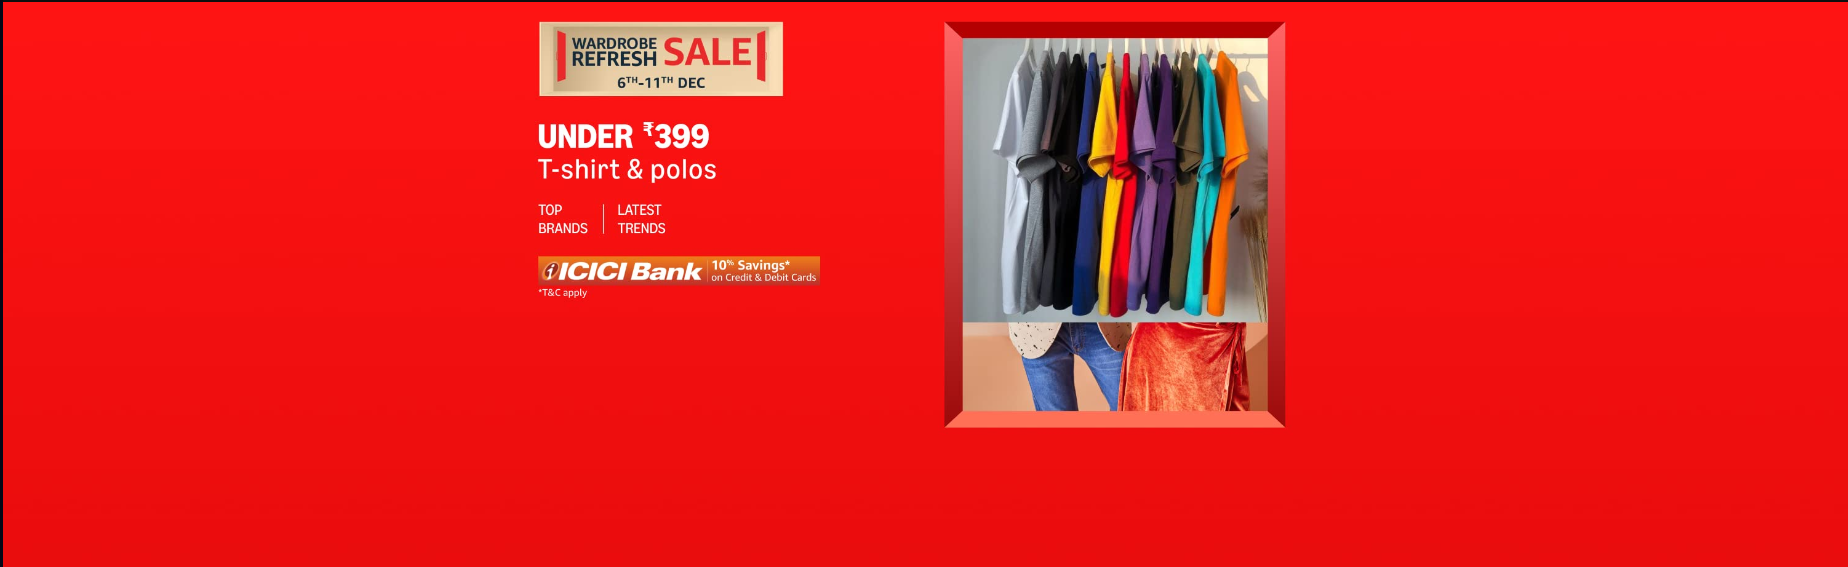 WARDROBE
REFRESH SALE
6TH-11TH DEC
UNDER ₹399
T-shirt & polos
TOP
BRANDS
LATEST
TRENDS
ICICI Bank
10% Savings*
on Credit & Debit Cards
*T&C apply